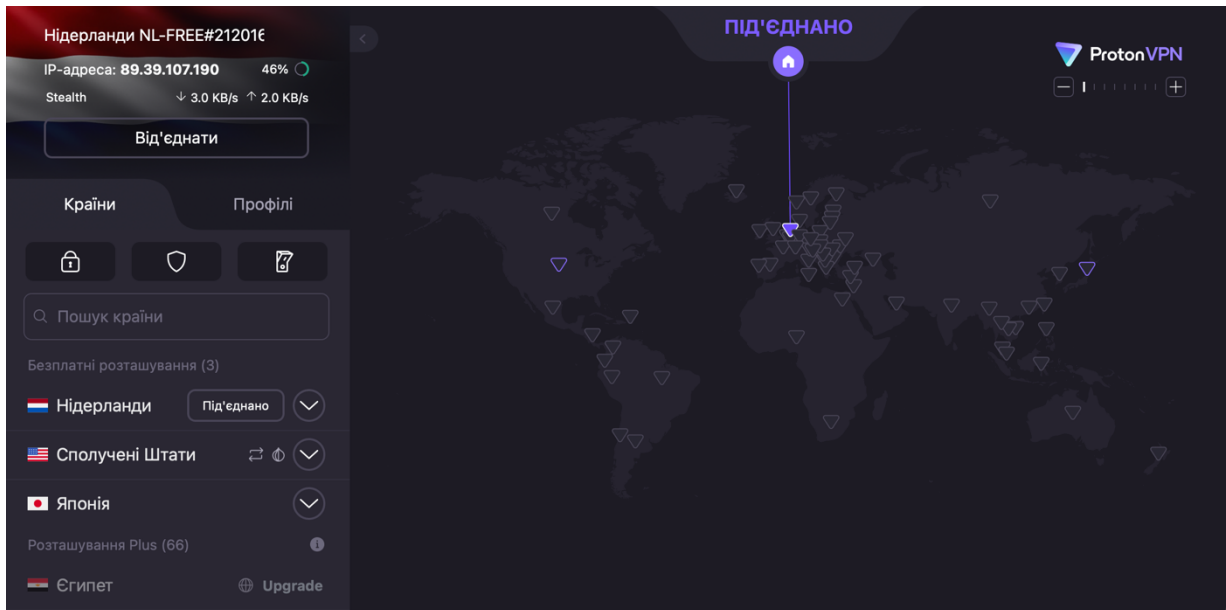 Нідерланди NL-FREE#212016
IP-адреса: 89.39.107.190 46%
Stealth ↓ 3.0 KB/s ↑ 2.0 KB/s
Від'єднати
Країни Профілі
Пошук країни
Безплатні розташування (3)
Нідерланди Під'єднано
Сполучені Штати
Японія
Розташування Plus (66)
Єгипет Upgrade
ПІД'ЄДНАНО
ProtonVPN